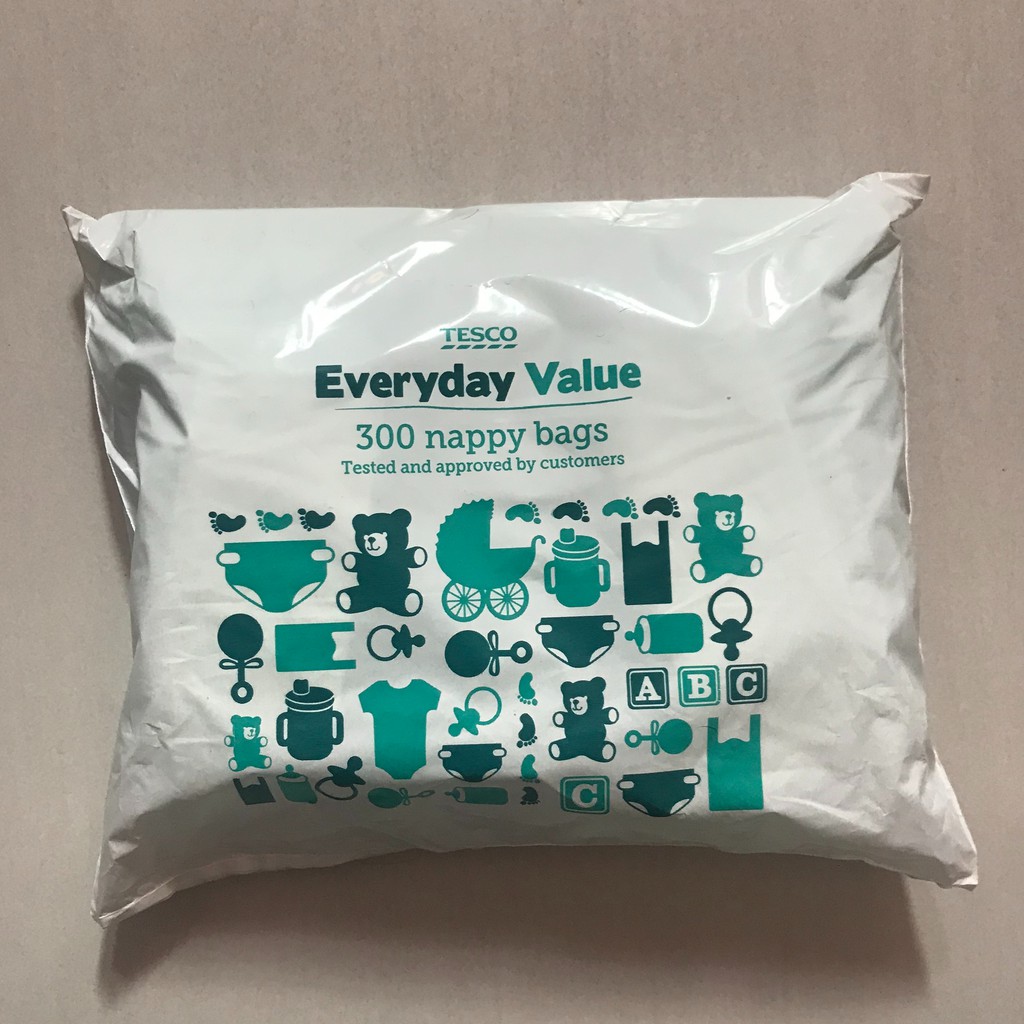 TESCO
Everyday Value
300 nappy bags
Tested and approved by customers
A B C
C